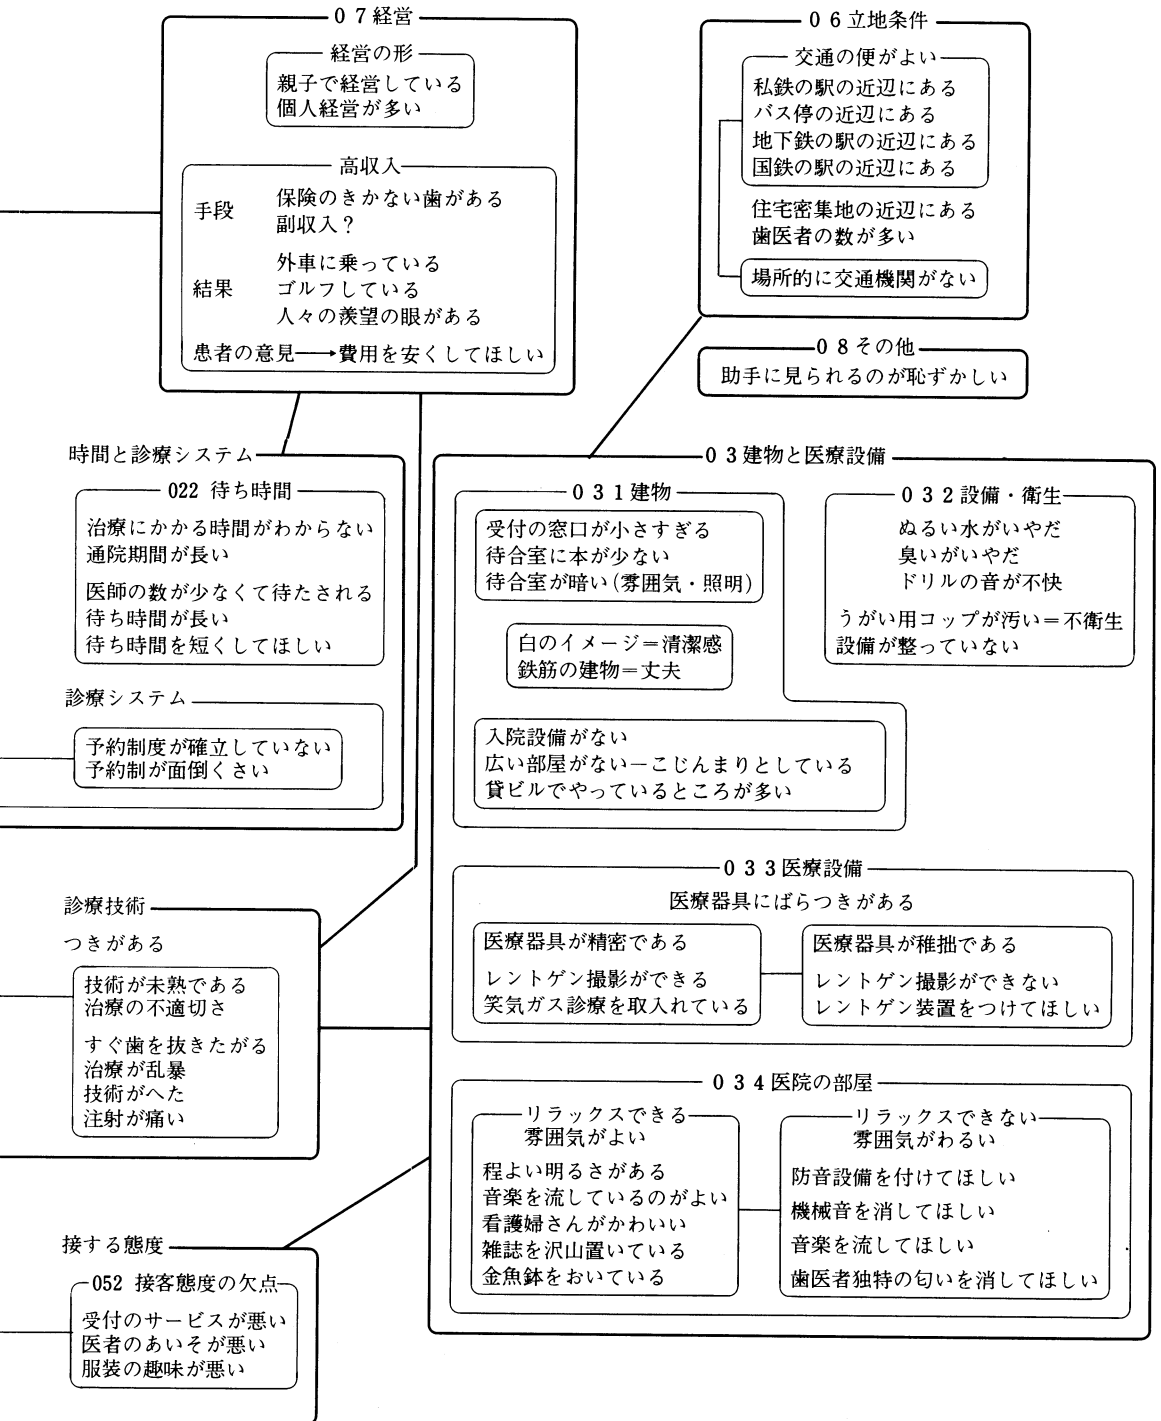 ０７経営
経営の形
親子で経営している
個人経営が多い
高収入
手段
保険のきかない歯がある
副収入？
結果
外車に乗っている
ゴルフしている
人々の羨望の眼がある
患者の意見→費用を安くしてほしい
０６立地条件
交通の便がよい
私鉄の駅の近辺にある
バス停の近辺にある
地下鉄の駅の近辺にある
国鉄の駅の近辺にある
住宅密集地の近辺にある
歯医者の数が多い
場所的に交通機関がない
０８その他
助手に見られるのが恥ずかしい
時間と診療システム
022 待ち時間
治療にかかる時間がわからない
通院期間が長い
医師の数が少なくて待たされる
待ち時間が長い
待ち時間を短くしてほしい
診療システム
予約制度が確立していない
予約制が面倒くさい
０３建物と医療設備
０３１建物
受付の窓口が小さすぎる
待合室に本が少ない
待合室が暗い(雰囲気・照明)
白のイメージ＝清潔感
鉄筋の建物＝丈夫
入院設備がない
広い部屋がない－こじんまりとしている
貸ビルでやっているところが多い
０３２設備・衛生
ぬるい水がいやだ
臭いがいやだ
ドリルの音が不快
うがい用コップが汚い＝不衛生
設備が整っていない
０３３医療設備
医療器具にばらつきがある
医療器具が精密である
レントゲン撮影ができる
笑気ガス診療を取入れている
医療器具が稚拙である
レントゲン撮影ができない
レントゲン装置をつけてほしい
０３４医院の部屋
リラックスできる
雰囲気がよい
程よい明るさがある
音楽を流しているのがよい
看護婦さんがかわいい
雑誌を沢山置いている
金魚鉢をおいている
リラックスできない
雰囲気がわるい
防音設備を付けてほしい
機械音を消してほしい
音楽を流してほしい
歯医者独特の匂いを消してほしい
診療技術
つきがある
技術が未熟である
治療の不適切さ
すぐ歯を抜きたがる
治療が乱暴
技術がへた
注射が痛い
接する態度
052 接客態度の欠点
受付のサービスが悪い
医者のあいそが悪い
服装の趣味が悪い